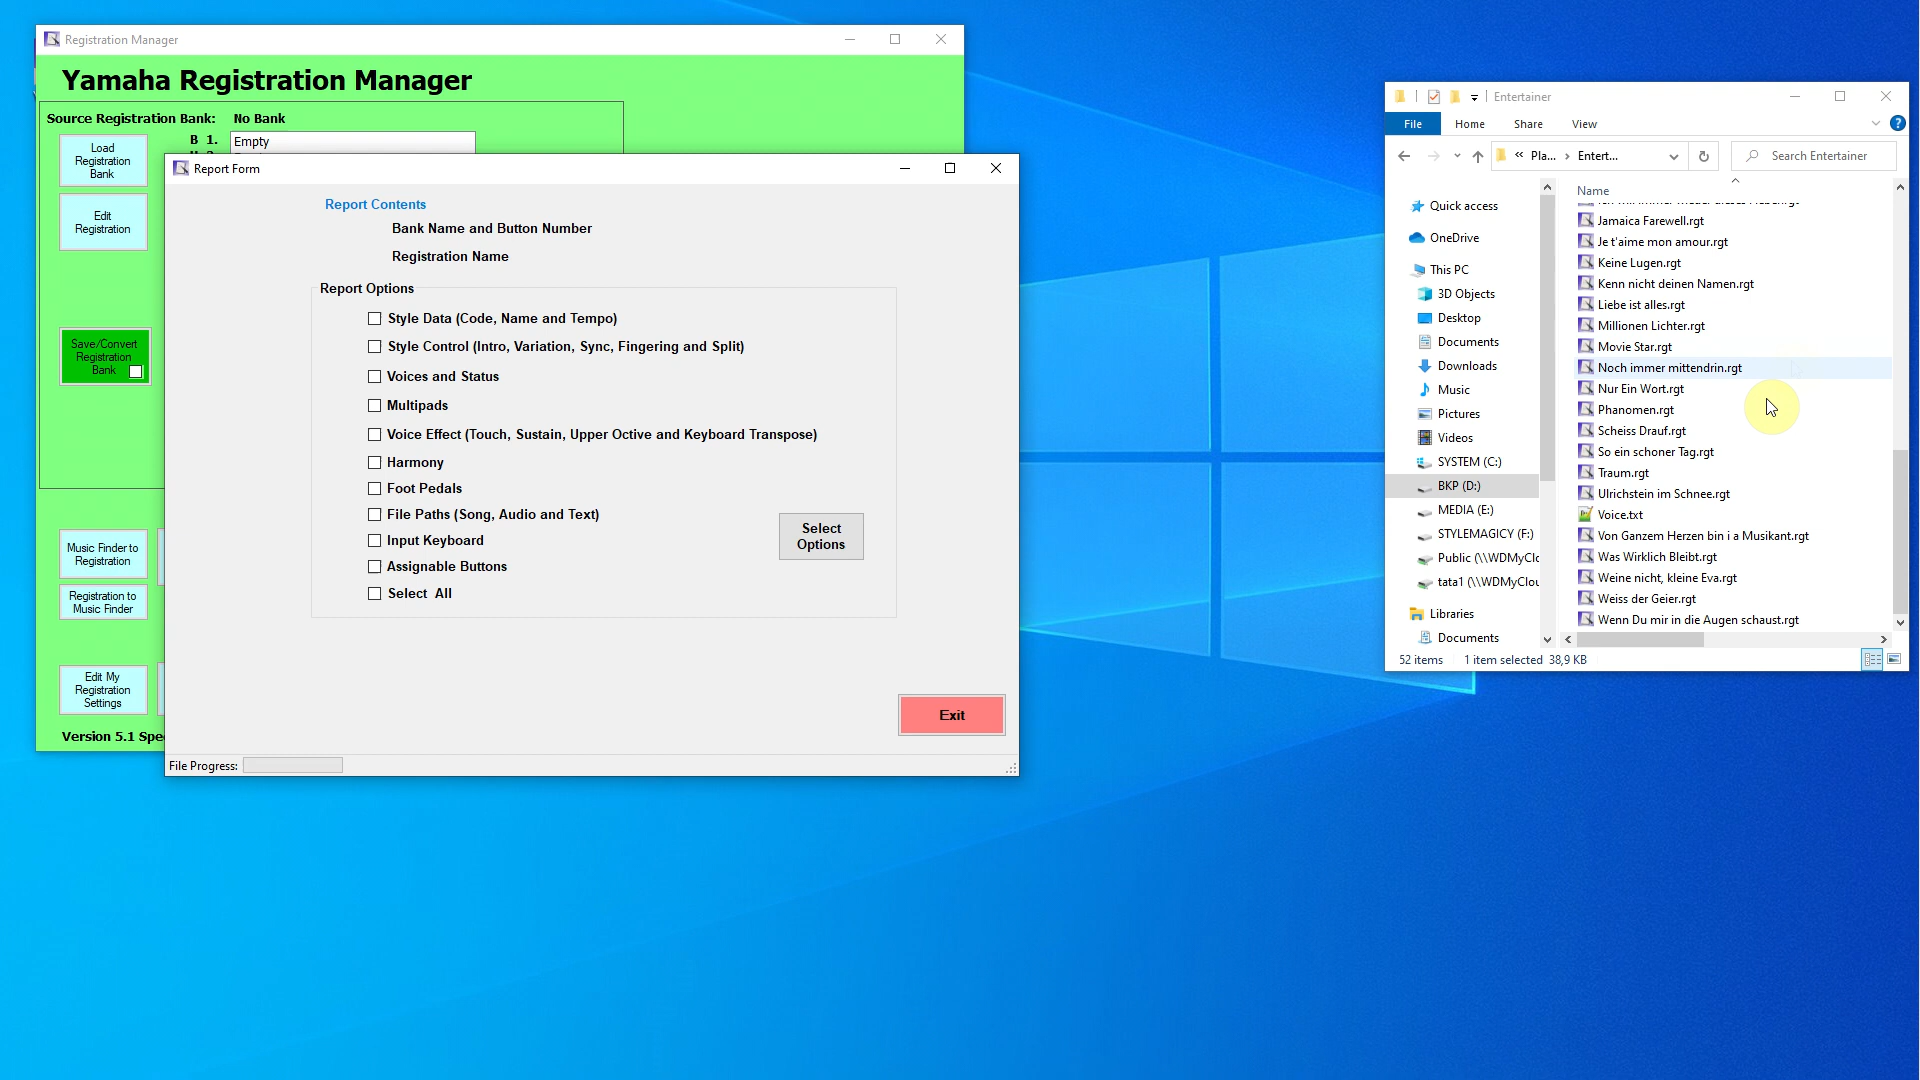 Registration Manager
Yamaha Registration Manager
Source Registration Bank: No Bank
Load
Registration
Bank
B 1.
Empty
Edit
Registration
Save/Convert
Registration
Bank
Music Finder to
Registration
Registration to
Music Finder
Edit My
Registration
Settings
Version 5.1 Spe
Report Form
Report Contents
Bank Name and Button Number
Registration Name
Report Options
Style Data (Code, Name and Tempo)
Style Control (Intro, Variation, Sync, Fingering and Split)
Voices and Status
Multipads
Voice Effect (Touch, Sustain, Upper Octive and Keyboard Transpose)
Harmony
Foot Pedals
File Paths (Song, Audio and Text)
Input Keyboard
Assignable Buttons
Select All
Select
Options
Exit
File Progress:
Entertainer
File Home Share View
« Pla... › Entert...
Search Entertainer
Quick access
OneDrive
This PC
3D Objects
Desktop
Documents
Downloads
Music
Pictures
Videos
SYSTEM (C:)
BKP (D:)
MEDIA (E:)
STYLEMAGICY (F:)
Public (\\WDMyClo
tata1 (\\WDMyClou
Libraries
Documents
Name
Jamaica Farewell.rgt
Je t'aime mon amour.rgt
Keine Lugen.rgt
Kenn nicht deinen Namen.rgt
Liebe ist alles.rgt
Millionen Lichter.rgt
Movie Star.rgt
Noch immer mittendrin.rgt
Nur Ein Wort.rgt
Phanomen.rgt
Scheiss Drauf.rgt
So ein schoner Tag.rgt
Traum.rgt
Ulrichstein im Schnee.rgt
Voice.txt
Von Ganzem Herzen bin i a Musikant.rgt
Was Wirklich Bleibt.rgt
Weine nicht, kleine Eva.rgt
Weiss der Geier.rgt
Wenn Du mir in die Augen schaust.rgt
52 items 1 item selected 38,9 KB